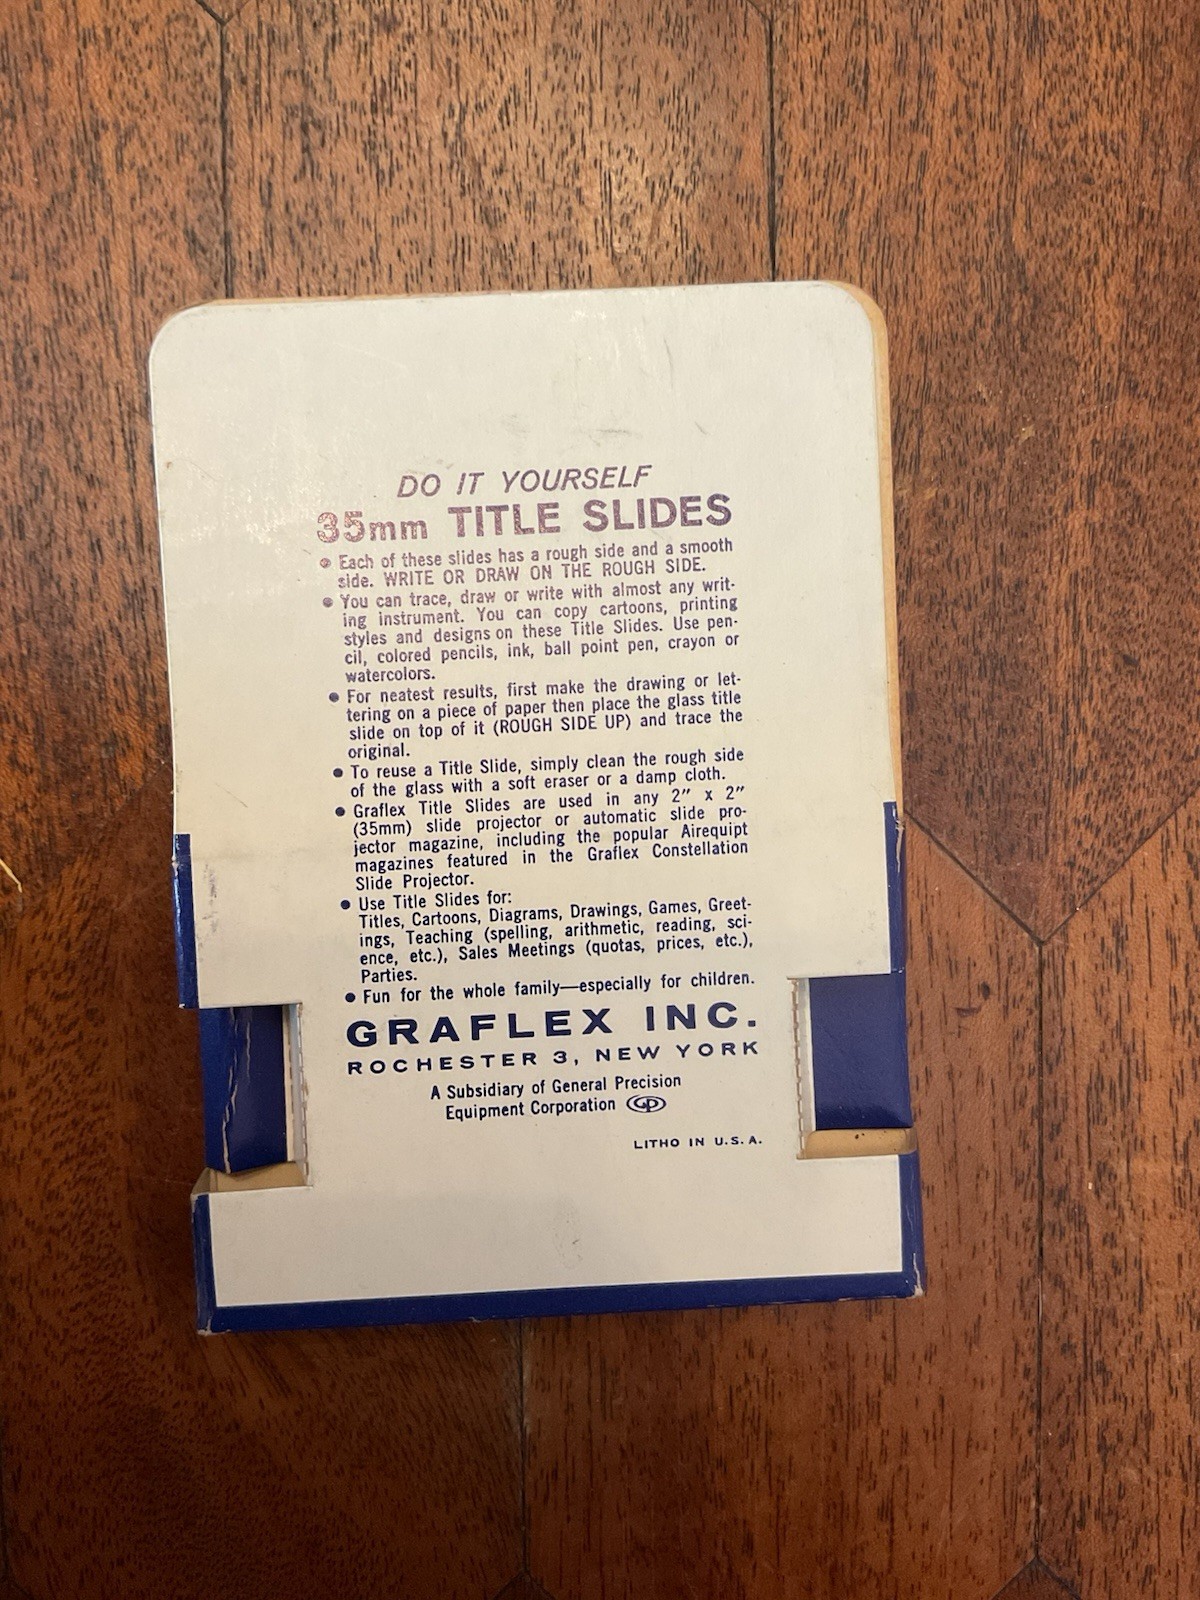 DO IT YOURSELF
35mm TITLE SLIDES
• Each of these slides has a rough side and a smooth
side. WRITE OR DRAW ON THE ROUGH SIDE.
• You can trace, draw or write with almost any writ-
ing instrument. You can copy cartoons, printing
styles and designs on these Title Slides. Use pen-
cil, colored pencils, ink, ball point pen, crayon or
watercolors.
• For neatest results, first make the drawing or let-
tering on a piece of paper then place the glass title
slide on top of it (ROUGH SIDE UP) and trace the
original.
• To reuse a Title Slide, simply clean the rough side
of the glass with a soft eraser or a damp cloth.
• Graflex Title Slides are used in any 2″ x 2″
(35mm) slide projector or automatic slide pro-
jector magazine, including the popular Airequipt
magazines featured in the Graflex Constellation
Slide Projector.
• Use Title Slides for:
Titles, Cartoons, Diagrams, Drawings, Games, Greet-
ings, Teaching (spelling, arithmetic, reading, sci-
ence, etc.), Sales Meetings (quotas, prices, etc.),
Parties.
• Fun for the whole family—especially for children.
GRAFLEX INC.
ROCHESTER 3, NEW YORK
A Subsidiary of General Precision
Equipment Corporation GP
LITHO IN U.S.A.